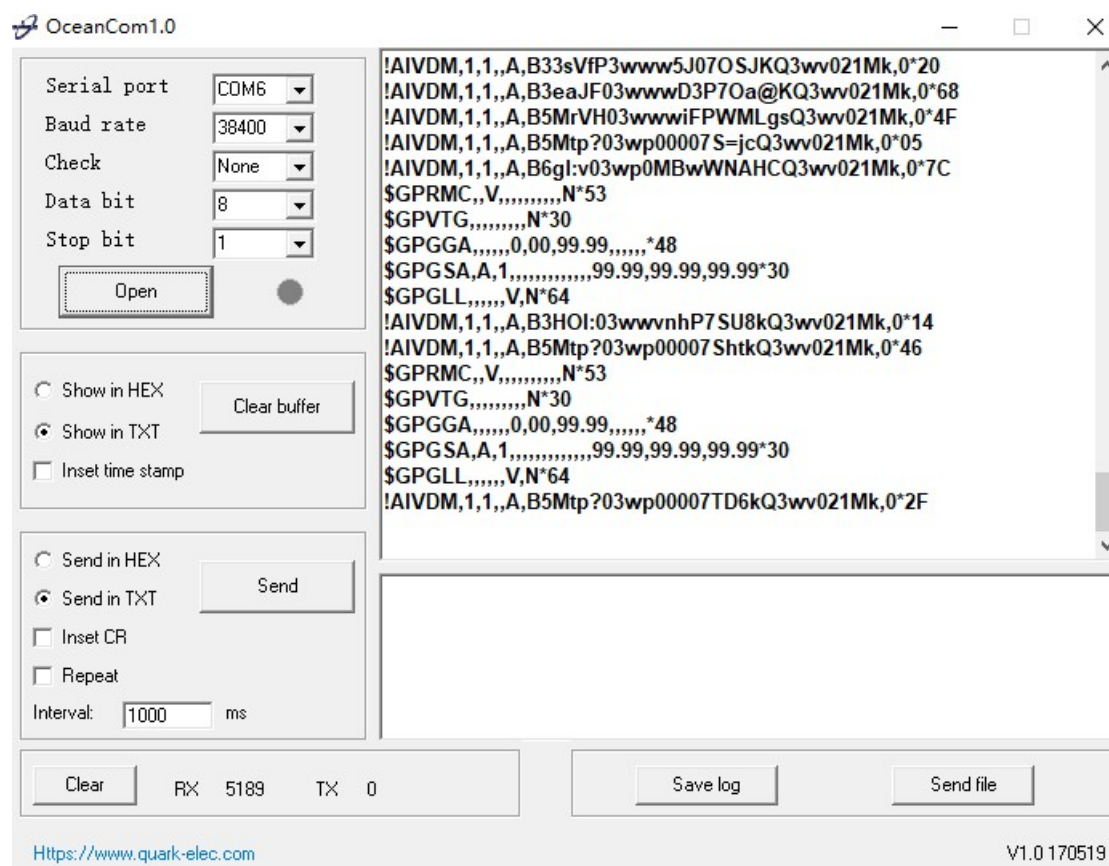 OceanCom1.0
Serial port COM6
Baud rate 38400
Check None
Data bit 8
Stop bit 1
Open
Show in HEX
Show in TXT
Clear buffer
Inset time stamp
Send in HEX
Send in TXT
Send
Inset CR
Repeat
Interval: 1000 ms
!AIVDM,1,1,,A,B33sVfP3www5J07OSJKQ3wv021Mk,0*20
!AIVDM,1,1,,A,B3eaJF03wwwD3P7Oa@KQ3wv021Mk,0*68
!AIVDM,1,1,,A,B5MrVH03wwwiFPWMLgsQ3wv021Mk,0*4F
!AIVDM,1,1,,A,B5Mtp?03wp00007S=jcQ3wv021Mk,0*05
!AIVDM,1,1,,A,B6gI:v03wp0MBwWNAHCQ3wv021Mk,0*7C
$GPRMC,,V,,,,,,,,,,N*53
$GPVTG,,,,,,,,,N*30
$GPGGA,,,,,,0,00,99.99,,,,,,*48
$GPGSA,A,1,,,,,,,,,,,,,99.99,99.99,99.99*30
$GPGLL,,,,,,V,N*64
!AIVDM,1,1,,A,B3HOI:03wwvnhP7SU8kQ3wv021Mk,0*14
!AIVDM,1,1,,A,B5Mtp?03wp00007ShtkQ3wv021Mk,0*46
$GPRMC,,V,,,,,,,,,,N*53
$GPVTG,,,,,,,,,N*30
$GPGGA,,,,,,0,00,99.99,,,,,,*48
$GPGSA,A,1,,,,,,,,,,,,,99.99,99.99,99.99*30
$GPGLL,,,,,,V,N*64
!AIVDM,1,1,,A,B5Mtp?03wp00007TD6kQ3wv021Mk,0*2F
Clear RX 5189 TX 0
Save log
Send file
Https://www.quark-elec.com
V1.0 170519